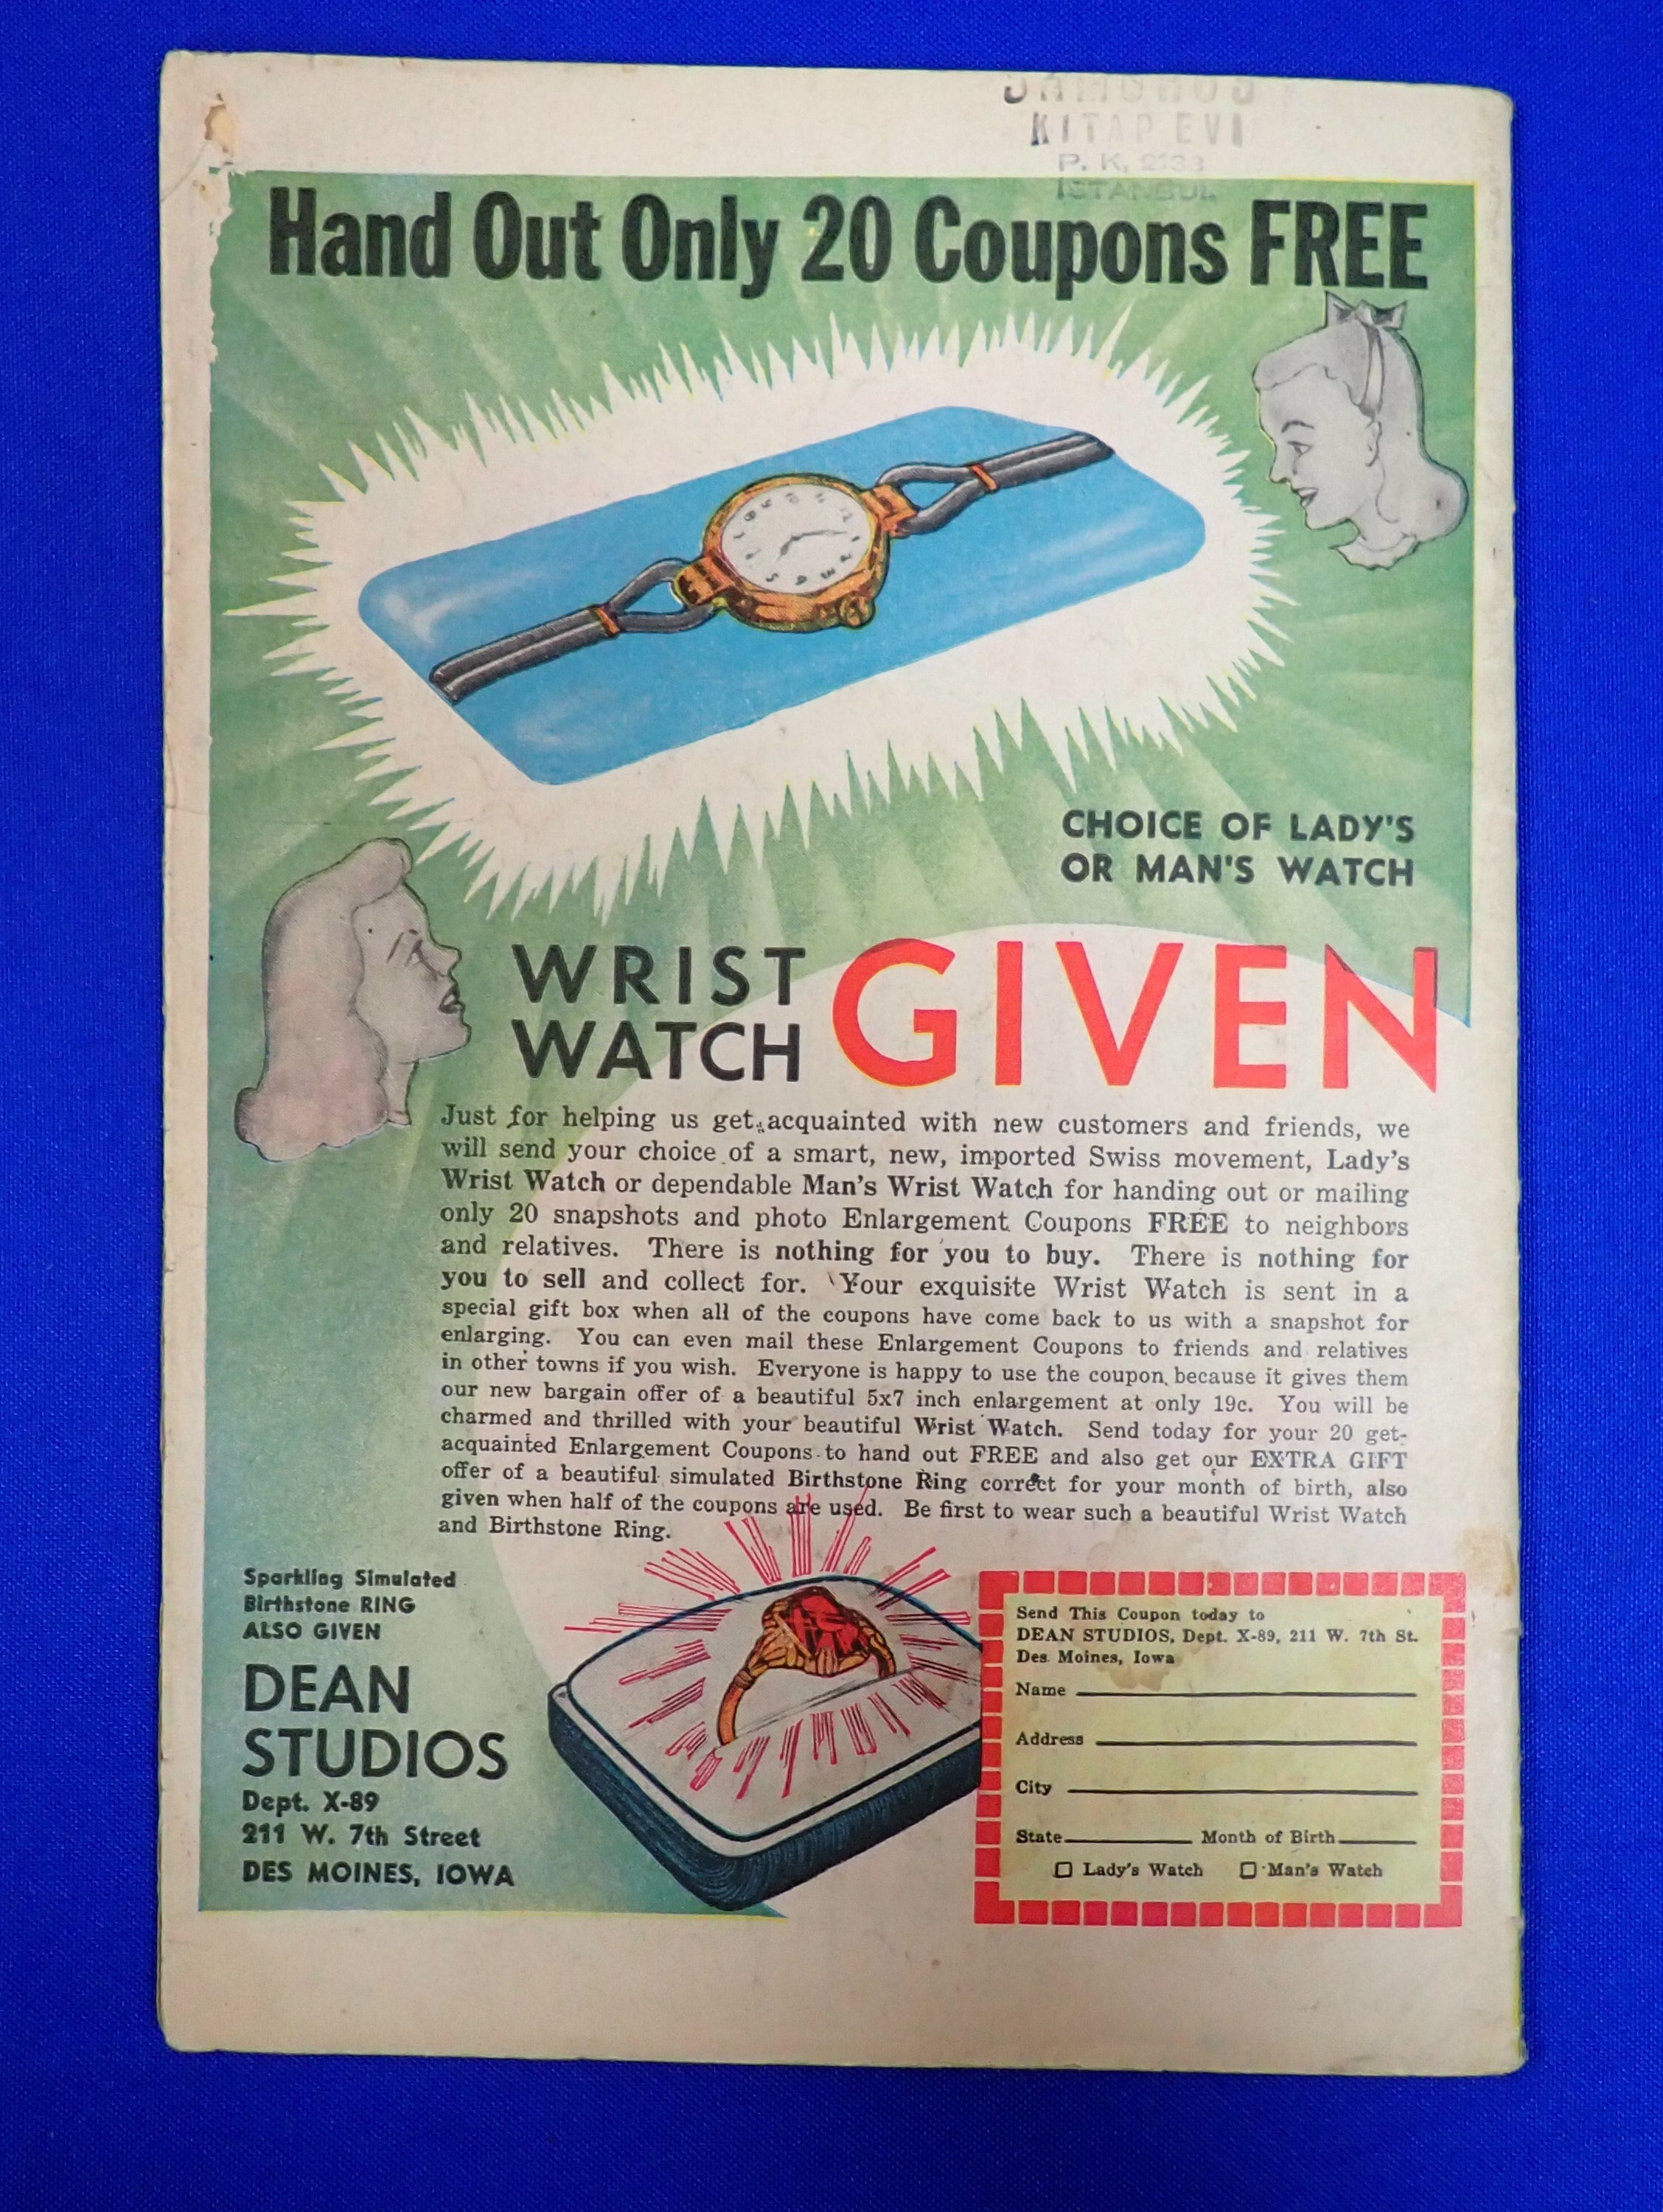 KITAP EVI
P. K. 2133
ISTANBUL
Hand Out Only 20 Coupons FREE
CHOICE OF LADY'S
OR MAN'S WATCH
WRIST
WATCH
GIVEN
Just for helping us get acquainted with new customers and friends, we
will send your choice of a smart, new, imported Swiss movement, Lady's
Wrist Watch or dependable Man's Wrist Watch for handing out or mailing
only 20 snapshots and photo Enlargement Coupons FREE to neighbors
and relatives. There is nothing for you to buy. There is nothing for
you to sell and collect for. Your exquisite Wrist Watch is sent in a
special gift box when all of the coupons have come back to us with a snapshot for
enlarging. You can even mail these Enlargement Coupons to friends and relatives
in other towns if you wish. Everyone is happy to use the coupon because it gives them
our new bargain offer of a beautiful 5x7 inch enlargement at only 19c. You will be
charmed and thrilled with your beautiful Wrist Watch. Send today for your 20 get-
acquainted Enlargement Coupons to hand out FREE and also get our EXTRA GIFT
offer of a beautiful simulated Birthstone Ring correct for your month of birth, also
given when half of the coupons are used. Be first to wear such a beautiful Wrist Watch
and Birthstone Ring.
Sparkling Simulated
Birthstone RING
ALSO GIVEN
DEAN
STUDIOS
Dept. X-89
211 W. 7th Street
DES MOINES, IOWA
Send This Coupon today to
DEAN STUDIOS, Dept. X-89, 211 W. 7th St.
Des Moines, Iowa
Name
Address
City
State Month of Birth
Lady's Watch Man's Watch